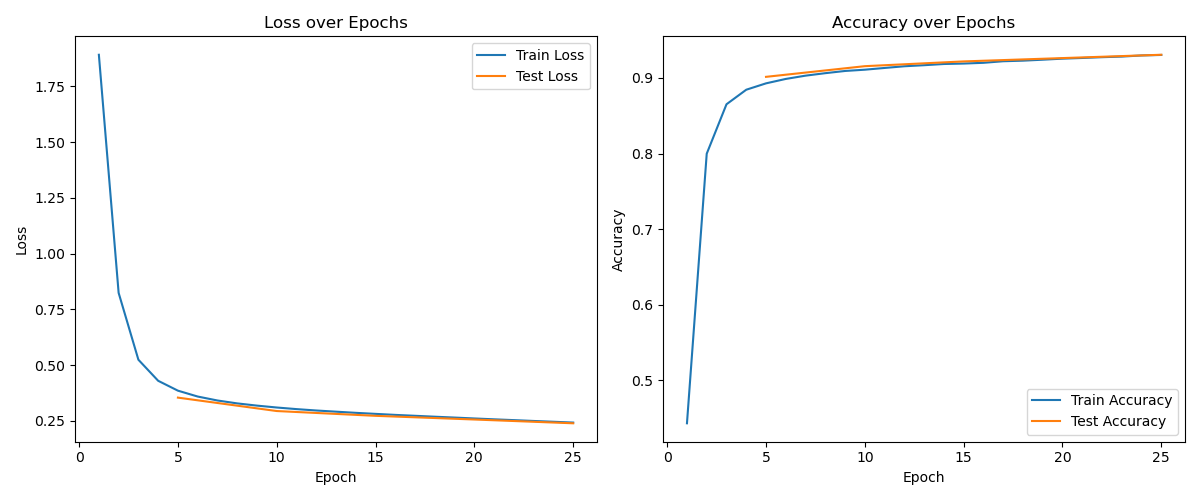 Loss over Epochs
Train Loss
Test Loss
1.75
1.50
1.25
1.00
0.75
0.50
0.25
Loss
0
5
10
15
20
25
Epoch
Accuracy over Epochs
0.9
0.8
0.7
0.6
0.5
Accuracy
Train Accuracy
Test Accuracy
0
5
10
15
20
25
Epoch